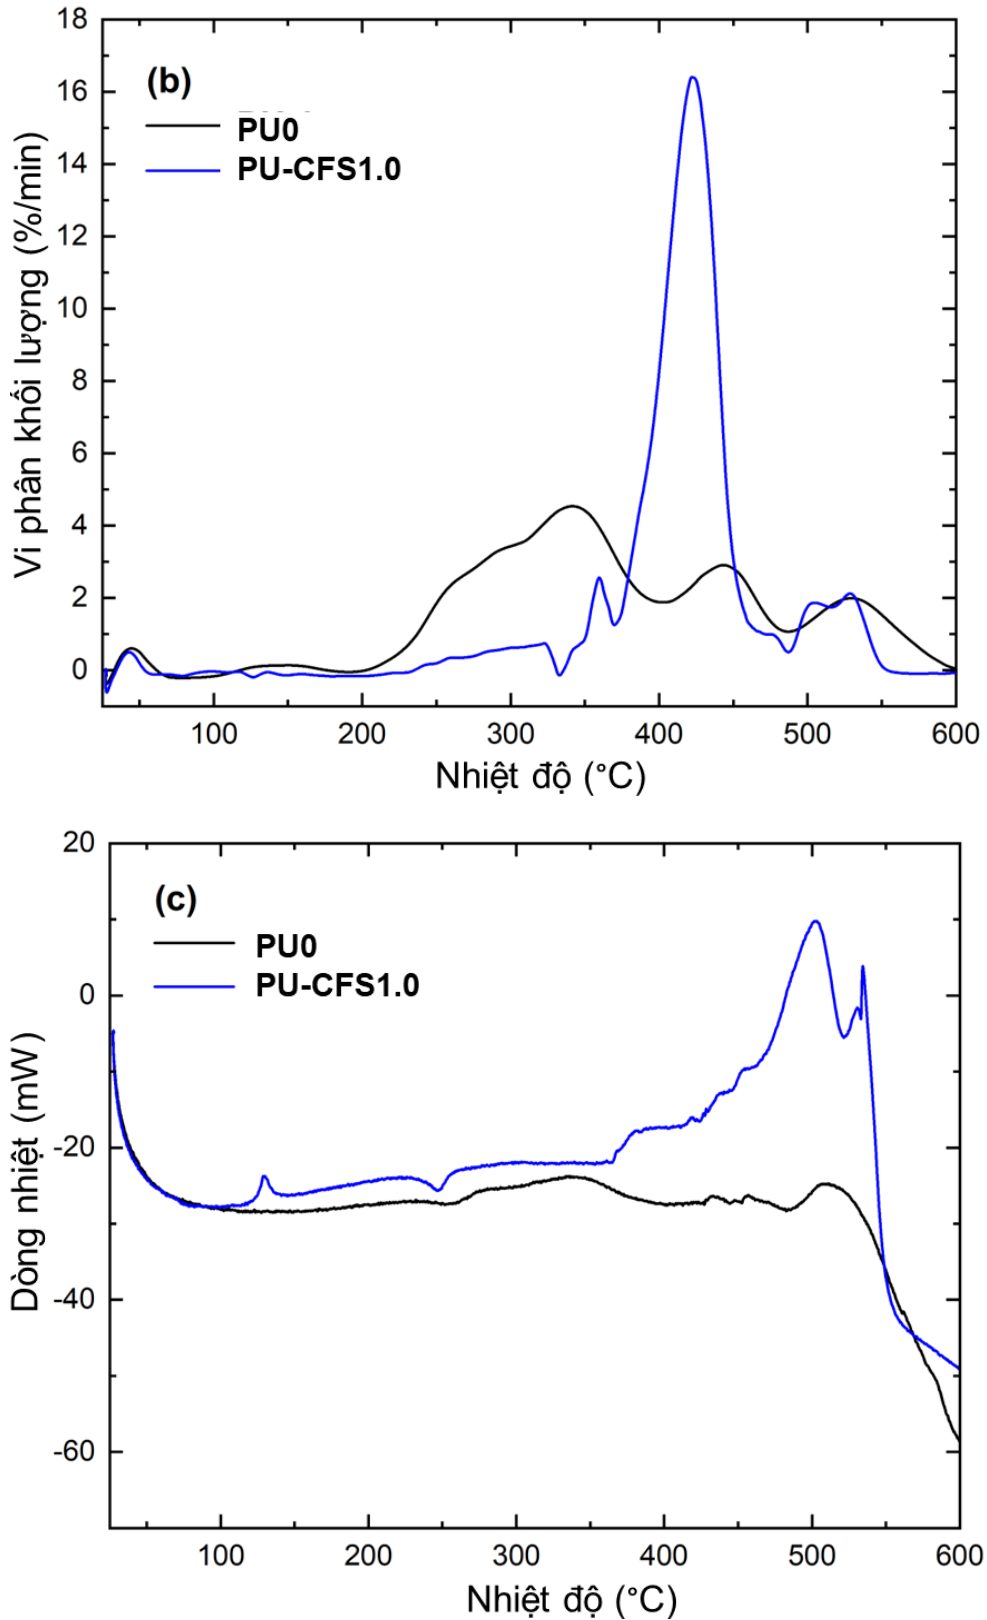 18
16
14
12
10
8
6
4
2
0
(b)
PU0
PU-CFS1.0
Vi phân khối lượng (%/min)
100 200 300 400 500 600
Nhiệt độ (°C)
20
0
-20
-40
-60
(c)
PU0
PU-CFS1.0
Dòng nhiệt (mW)
100 200 300 400 500 600
Nhiệt độ (°C)